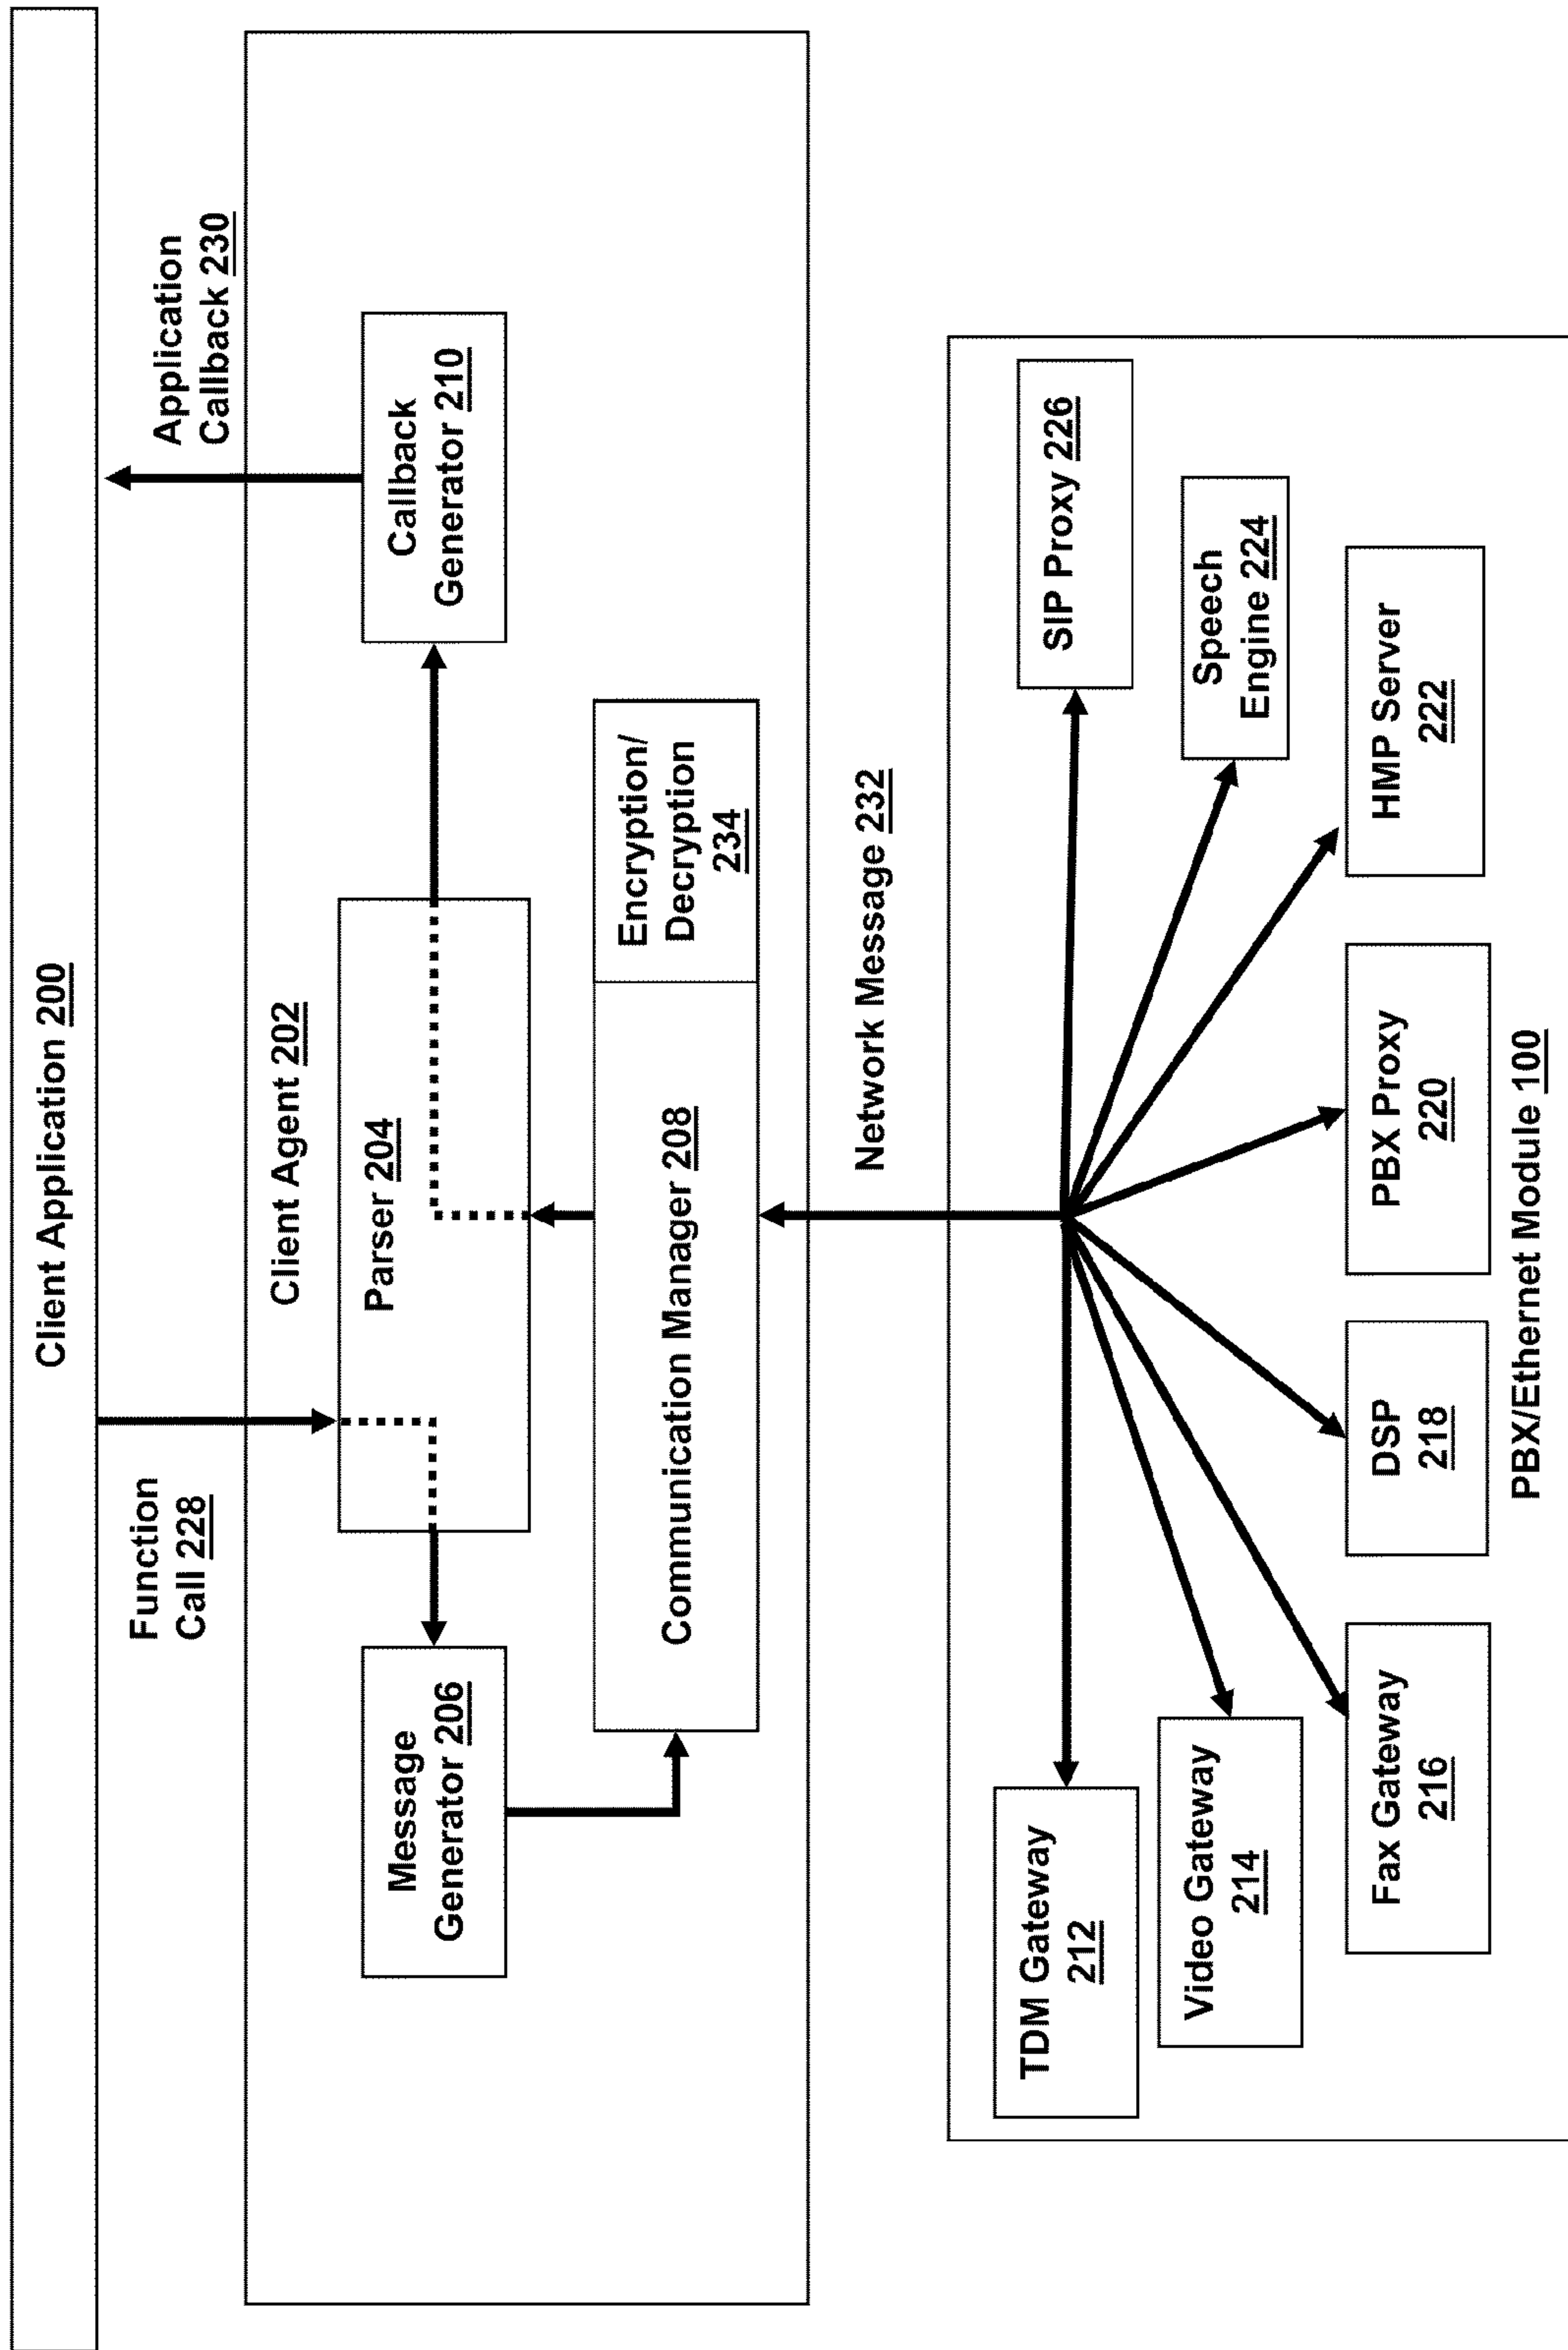 Client Application 200
Function
Call 228
Application
Callback 230
Client Agent 202
Parser 204
Message
Generator 206
Callback
Generator 210
Communication Manager 208
Encryption/
Decryption
234
Network Message 232
TDM Gateway
212
SIP Proxy 226
Video Gateway
214
Speech
Engine 224
Fax Gateway
216
DSP
218
PBX Proxy
220
HMP Server
222
PBX/Ethernet Module 100